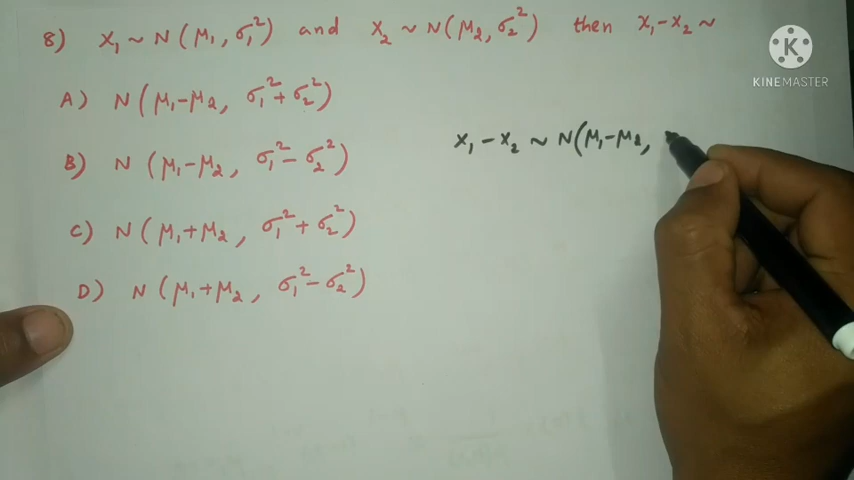 8) X₁ ~ N(μ₁, σ₁²) and X₂ ~ N(μ₂, σ₂²) then X₁-X₂ ~
A) N(μ₁-μ₂, σ₁²+σ₂²)
B) N(μ₁-μ₂, σ₁²-σ₂²)
C) N(μ₁+μ₂, σ₁²+σ₂²)
D) N(μ₁+μ₂, σ₁²-σ₂²)
X₁-X₂ ~ N(μ₁-μ₂,
K
KINEMASTER